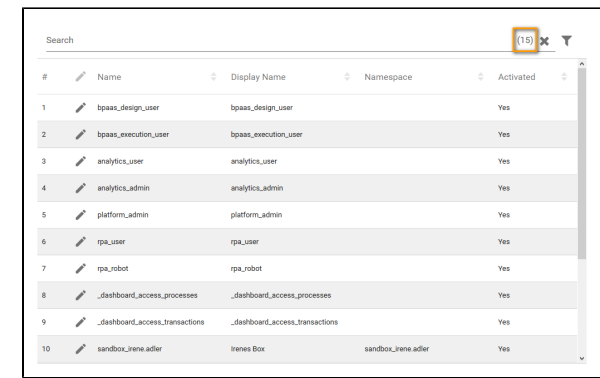 Search (15)
# Name Display Name Namespace Activated
1 bpaas_design_user bpaas_design_user Yes
2 bpaas_execution_user bpaas_execution_user Yes
3 analytics_user analytics_user Yes
4 analytics_admin analytics_admin Yes
5 platform_admin platform_admin Yes
6 rpa_user rpa_user Yes
7 rpa_robot rpa_robot Yes
8 _dashboard_access_processes _dashboard_access_processes Yes
9 _dashboard_access_transactions _dashboard_access_transactions Yes
10 sandbox_irene.adler Irenes Box sandbox_irene.adler Yes